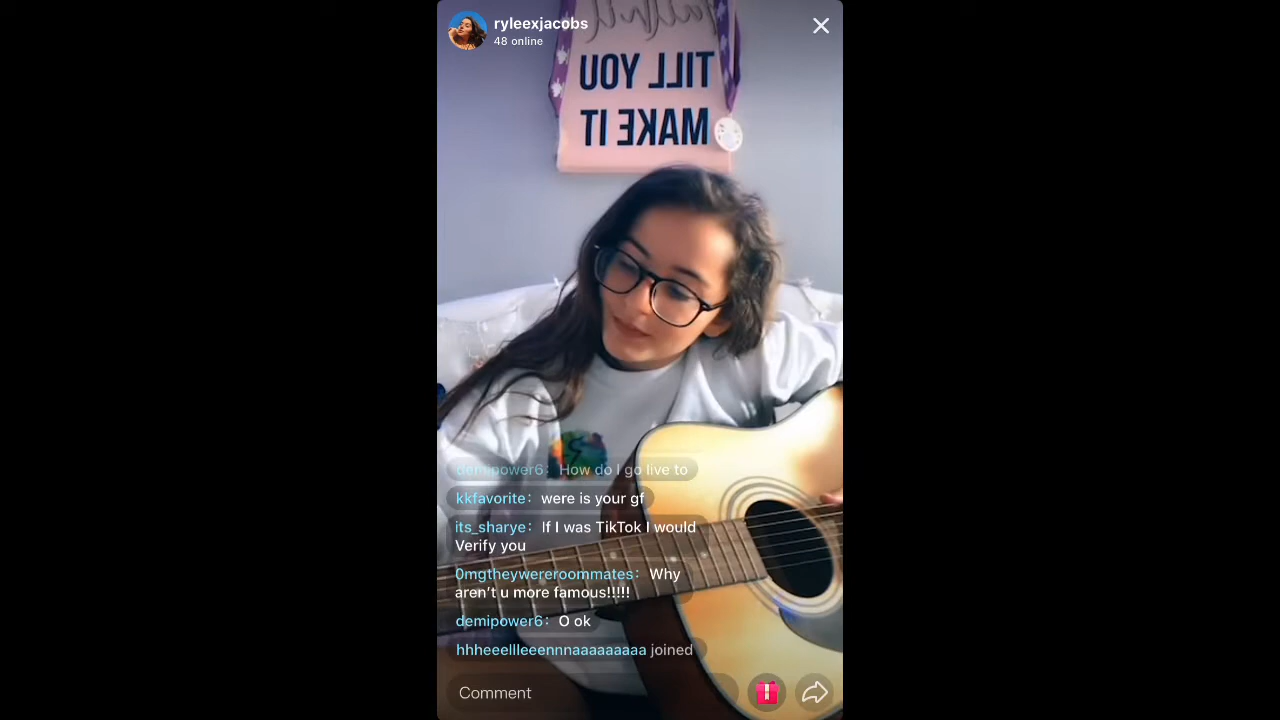 ryleexjacobs
48 online
TILL YOU
MAKE IT
demipower6: How do I go live to
kkfavorite: were is your gf
its_sharye: If I was TikTok I would
Verify you
0mgtheywereroommates: Why
aren't u more famous!!!!!
demipower6: O ok
hhheeellleeennnaaaaaaaaa joined
Comment